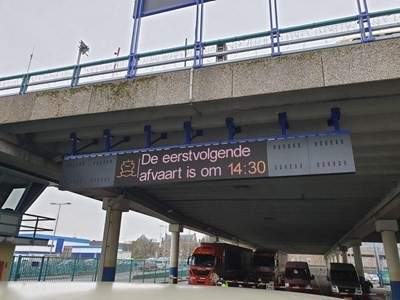 De eerstvolgende
afvaart is om 14:30